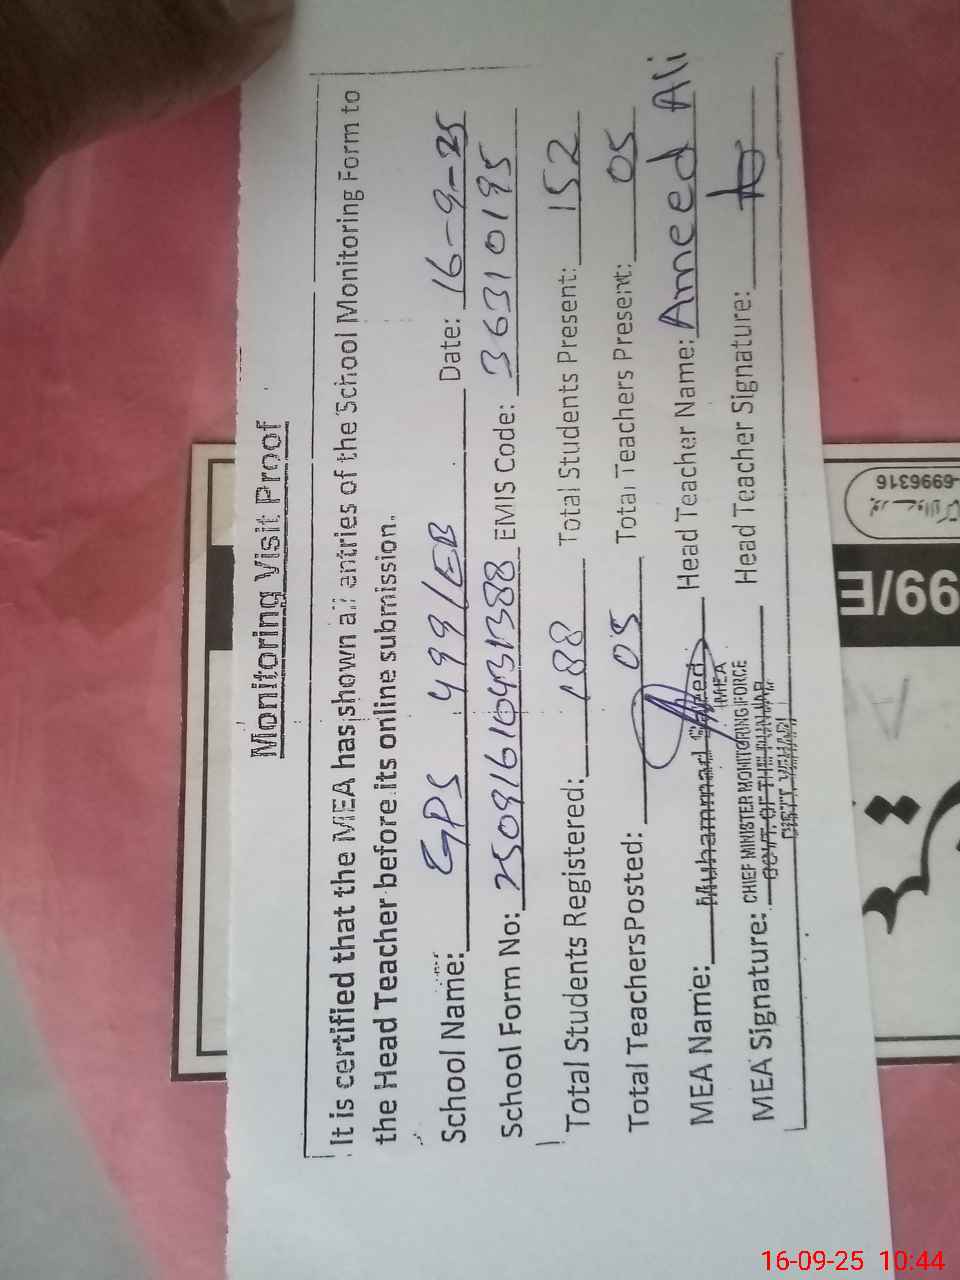 Monitoring Visit Proof
It is certified that the MEA has shown all entries of the School Monitoring Form to
the Head Teacher before its online submission.
School Name: GPS 499/EB Date: 16-9-25
School Form No: 25091610431388 EMIS Code: 36310195
Total Students Registered: 188 Total Students Present: 152
Total Teachers Posted: 05 Total Teachers Present: 05
MEA Name: Muhammad Saeed Head Teacher Name: Ameed Ali
MEA
MEA Signature: CHIEF MINISTER MONITORING FORCE Head Teacher Signature:
GOVT. OF THE PUNJAB
DISTT. VEHARI
99/E
-6996316
16-09-25 10:44